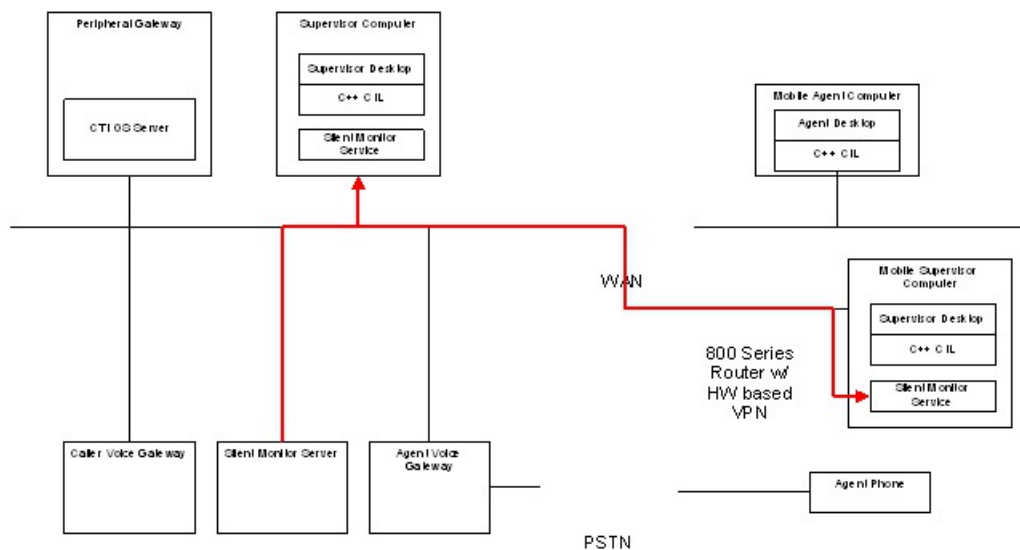 Peripheral Gateway
CTI OS Server
Supervisor Computer
Supervisor Desktop
C++ CIL
Silent Monitor
Service
Mobile Agent Computer
Agent Desktop
C++ CIL
WAN
Mobile Supervisor
Computer
Supervisor Desktop
C++ CIL
Silent Monitor
Service
800 Series
Router w/
HW based
VPN
Caller Voice Gateway
Silent Monitor Server
Agent Voice
Gateway
Agent Phone
PSTN